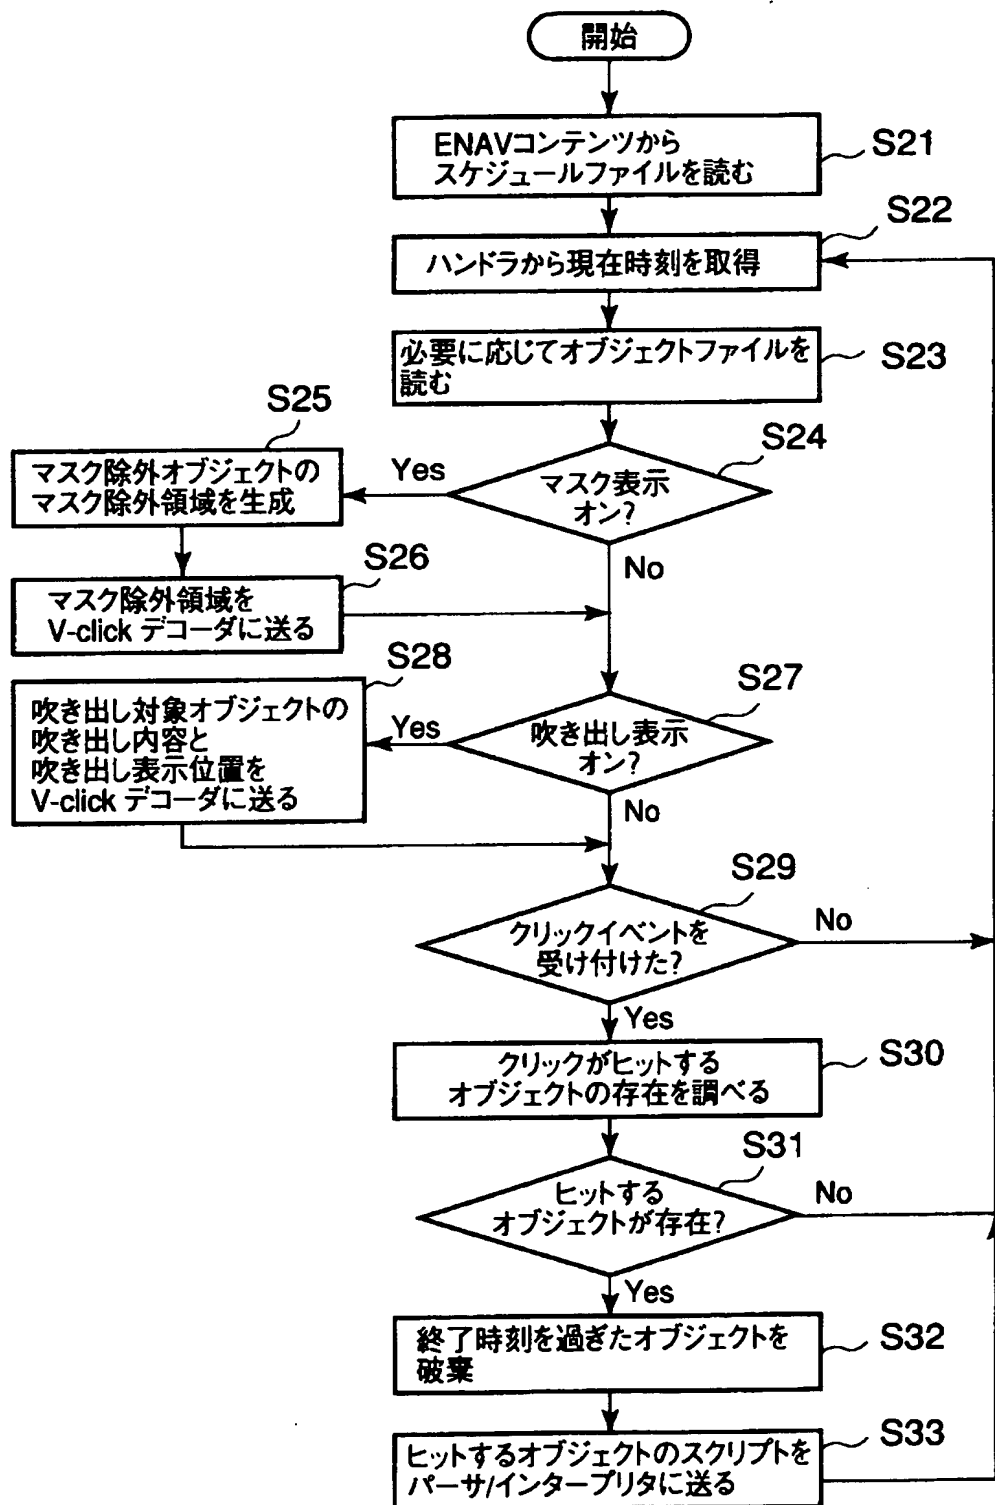 開始
ENAVコンテンツから
スケジュールファイルを読む
S21
S22
ハンドラから現在時刻を取得
必要に応じてオブジェクトファイルを
読む
S23
S24
マスク表示
オン?
Yes
No
S25
マスク除外オブジェクトの
マスク除外領域を生成
S26
マスク除外領域を
V-click デコーダに送る
S27
吹き出し表示
オン?
Yes
No
S28
吹き出し対象オブジェクトの
吹き出し内容と
吹き出し表示位置を
V-click デコーダに送る
S29
クリックイベントを
受け付けた?
No
Yes
クリックがヒットする
オブジェクトの存在を調べる
S30
S31
ヒットする
オブジェクトが存在?
No
Yes
終了時刻を過ぎたオブジェクトを
破棄
S32
ヒットするオブジェクトのスクリプトを
パーサ/インタープリタに送る
S33